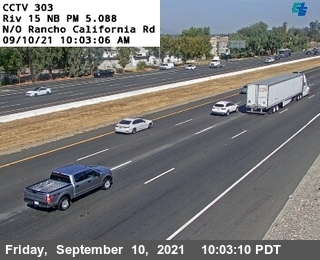 CCTV 303
Riv 15 NB PM 5.088
N/O Rancho California Rd
09/10/21 10:03:06 AM
Friday, September 10, 2021 10:03:10 PDT